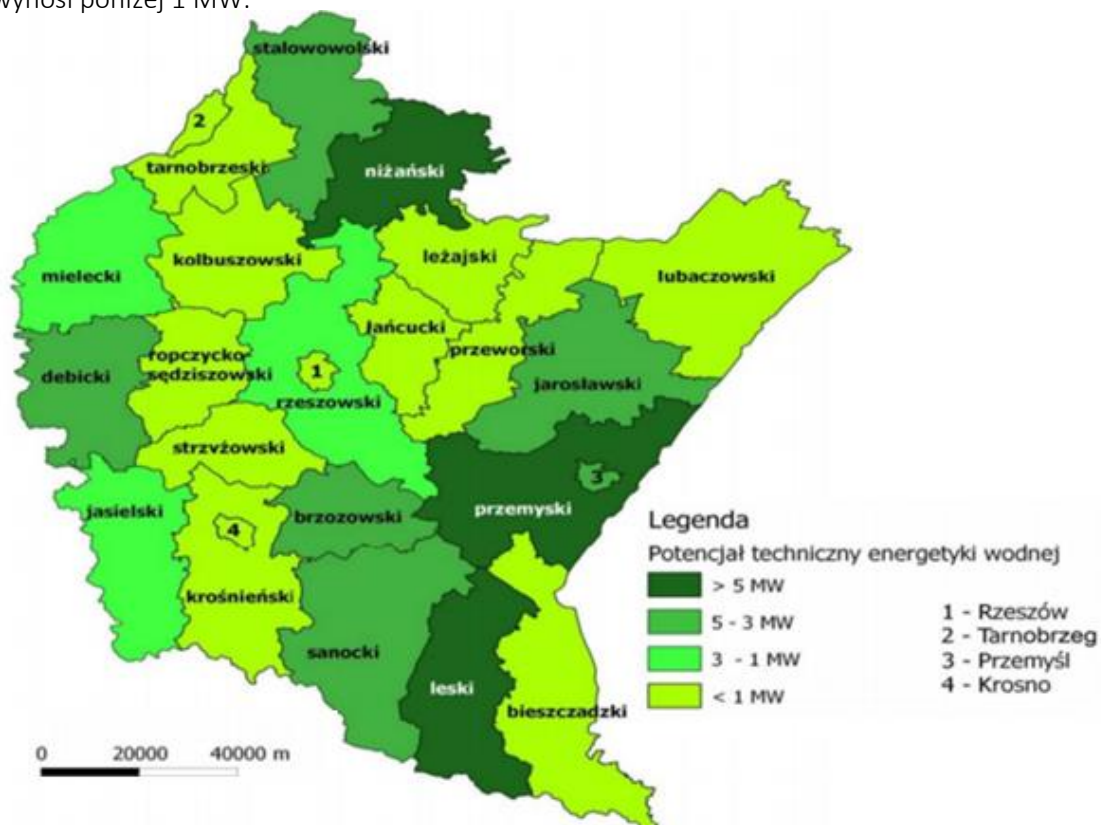 wynosi poniżej 1 MW.
stalowowolski
2
tarnobrzeski
niżański
mielecki
kolbuszowski
leżajski
lubaczowski
łańcucki
ropczycko-
sędziszowski
przeworski
debicki
1
rzeszowski
jarosławski
strzyżowski
jasielski
4
brzozowski
3
przemyski
krośnieński
sanocki
leski
bieszczadzki
Legenda
Potencjał techniczny energetyki wodnej
> 5 MW
5 - 3 MW
3 - 1 MW
< 1 MW
1 - Rzeszów
2 - Tarnobrzeg
3 - Przemyśl
4 - Krosno
0 20000 40000 m